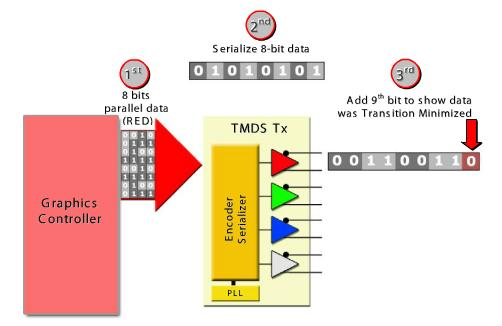 1st
8 bits
parallel data
(RED)
2nd
Serialize 8-bit data
0 1 0 1 0 1 0 1
3rd
Add 9th bit to show data
was Transition Minimized
0 0 1 1 0 0 1 1 0
Graphics
Controller
TMDS Tx
Encoder
Serializer
PLL